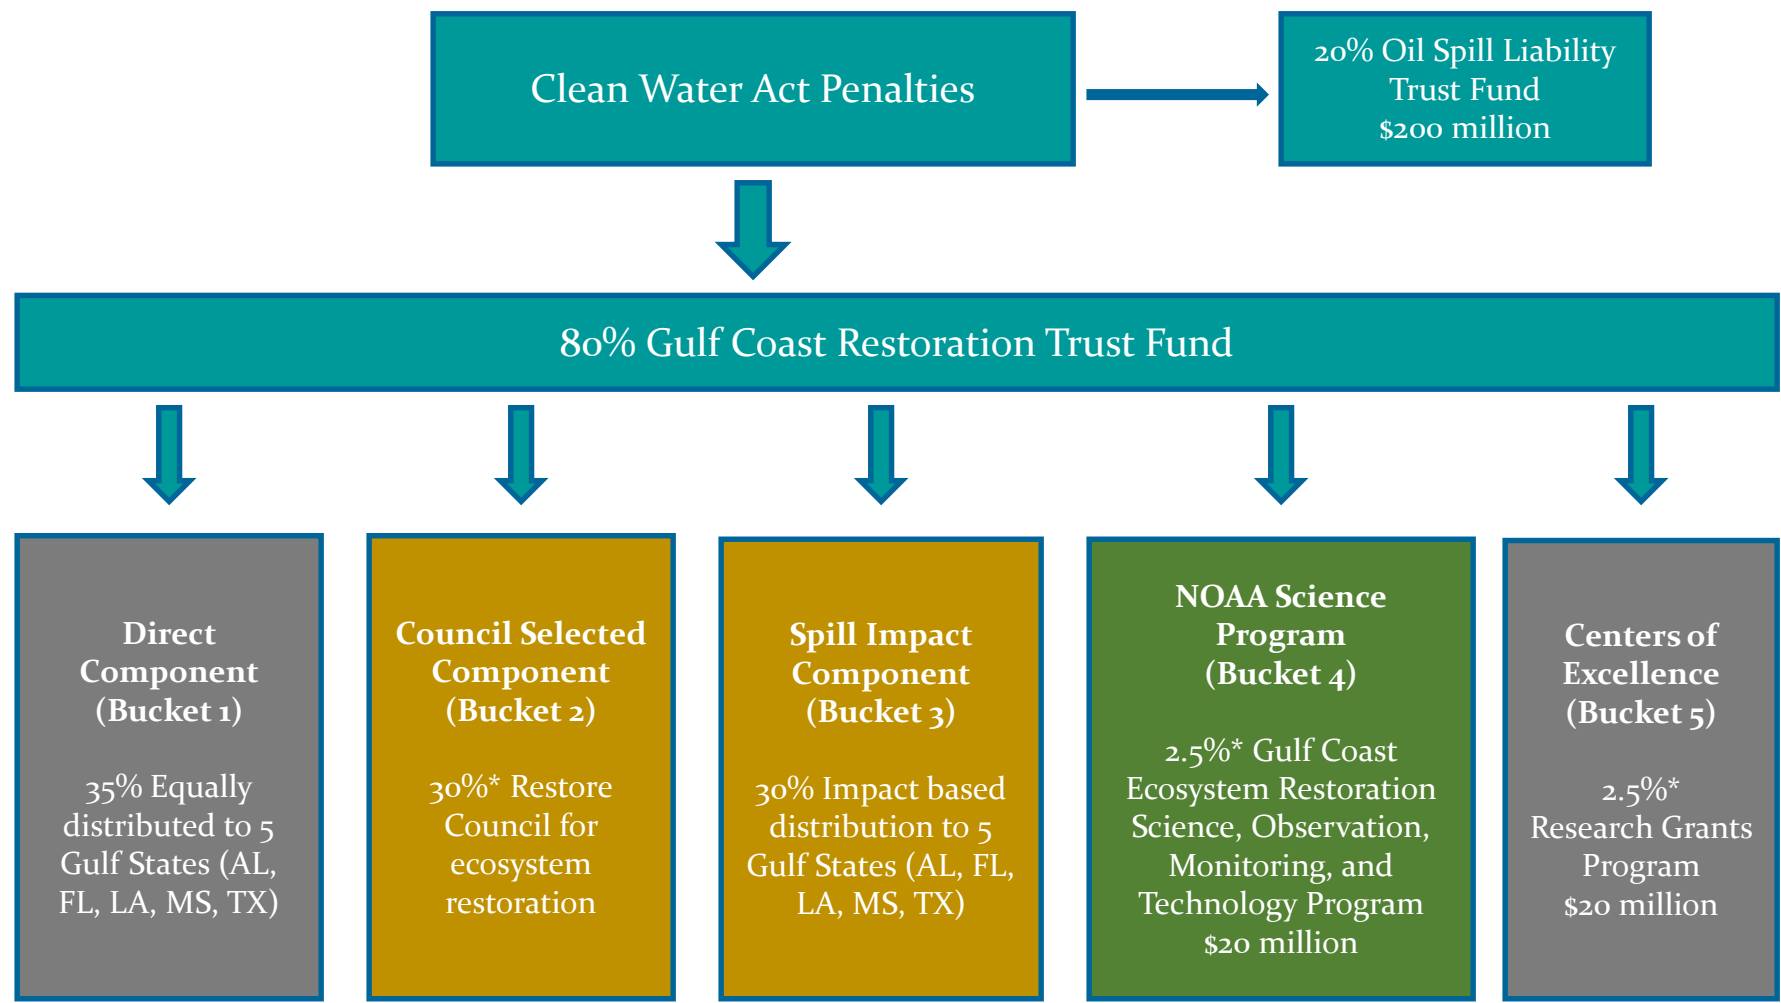 Clean Water Act Penalties
20% Oil Spill Liability
Trust Fund
$200 million
80% Gulf Coast Restoration Trust Fund
Direct
Component
(Bucket 1)
35% Equally
distributed to 5
Gulf States (AL,
FL, LA, MS, TX)
Council Selected
Component
(Bucket 2)
30%* Restore
Council for
ecosystem
restoration
Spill Impact
Component
(Bucket 3)
30% Impact based
distribution to 5
Gulf States (AL, FL,
LA, MS, TX)
NOAA Science
Program
(Bucket 4)
2.5%* Gulf Coast
Ecosystem Restoration
Science, Observation,
Monitoring, and
Technology Program
$20 million
Centers of
Excellence
(Bucket 5)
2.5%*
Research Grants
Program
$20 million